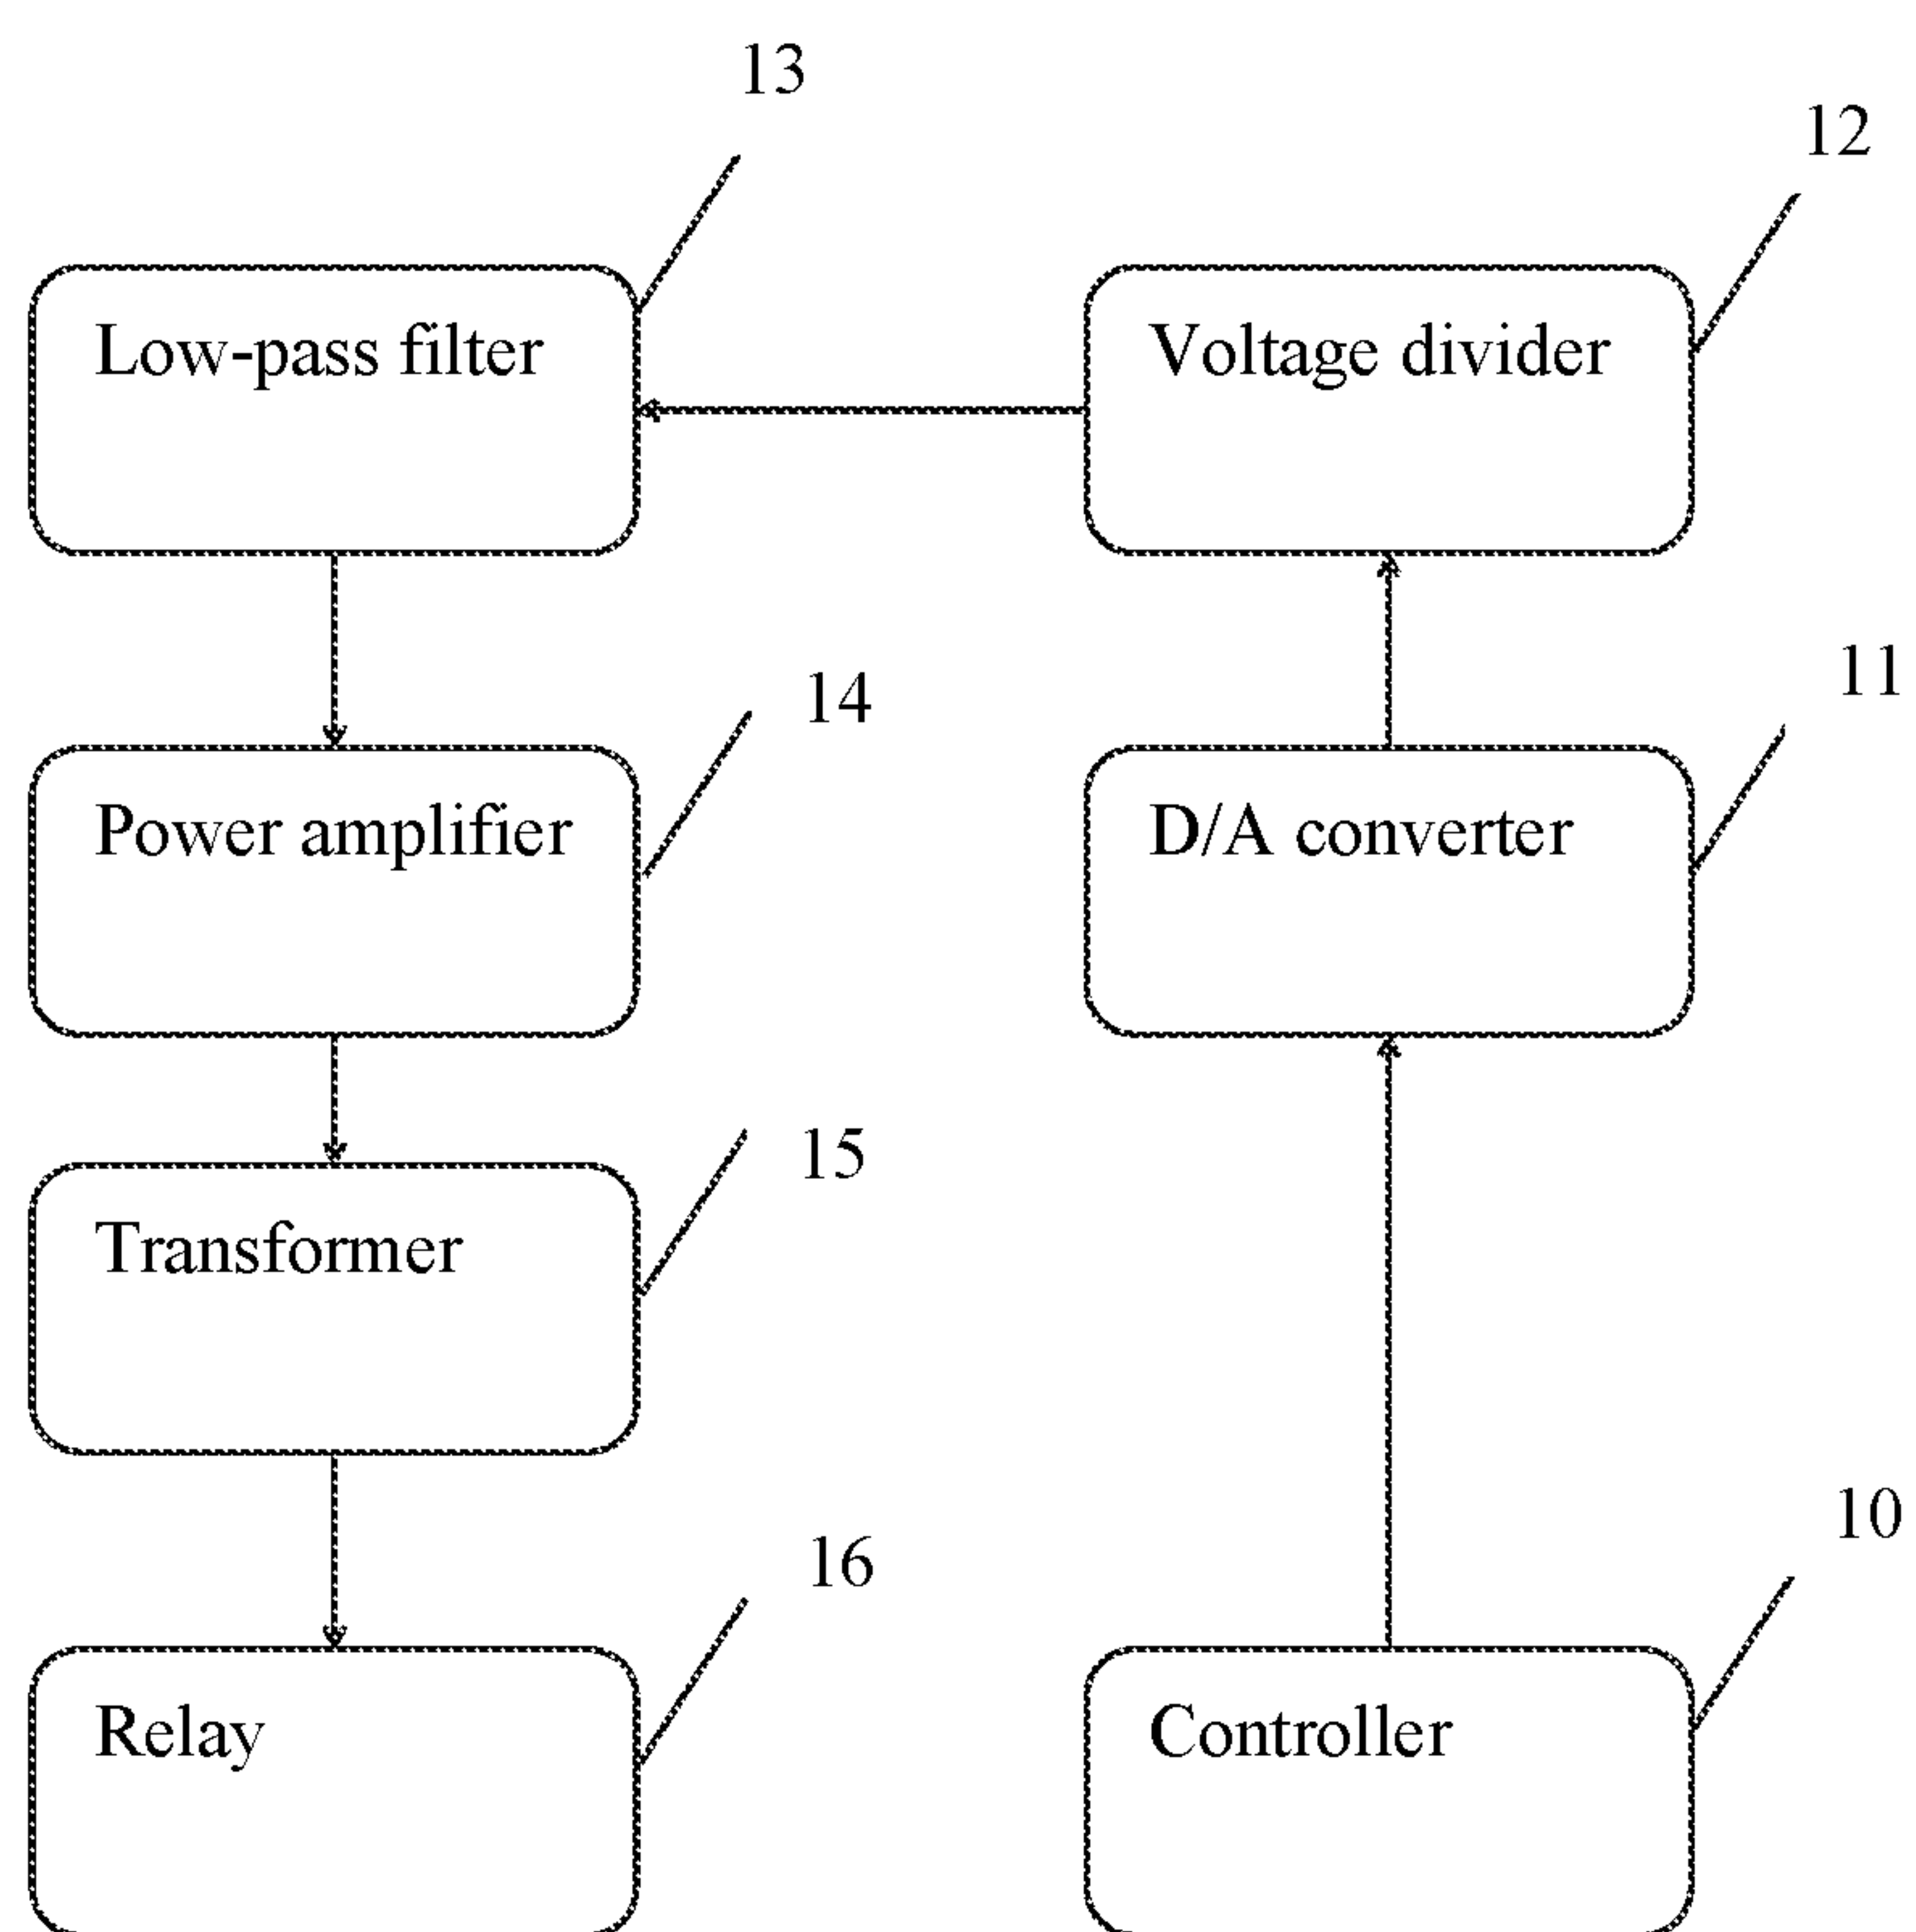 13
12
Low-pass filter
Voltage divider
11
14
Power amplifier
D/A converter
15
Transformer
10
16
Relay
Controller